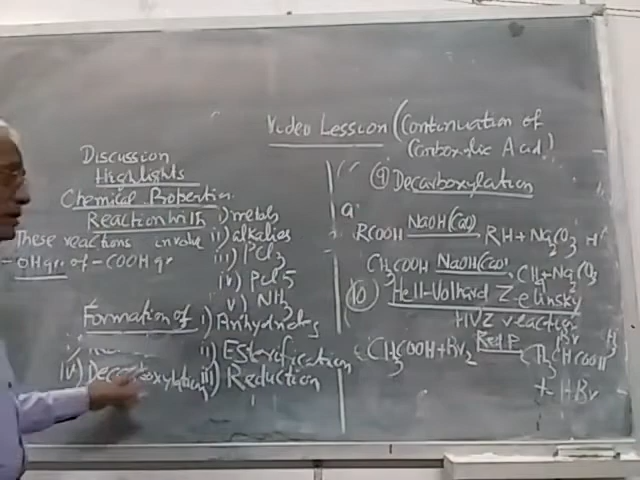 Video Lession (Continuation of
Carboxylic Acid)
Discussion
Highlights
Chemical Properties
Reaction with i) metals
These reactions involve ii) alkalies
- OH gr. of -COOH gr iii) PCl3
iv) PCl5
v) NH3
Formation of i) Anhydrides
ii) Esterification
iv) Decarboxylation iii) Reduction
(9) Decarboxylation
RCOOH NaOH(CaO) RH + Na2CO3
CH3COOH NaOH(CaO) CH + Na2CO3
(10) Hell-Volhard Zelinsky
HVZ reaction
CH3COOH + Br2 Red P
+ HBr